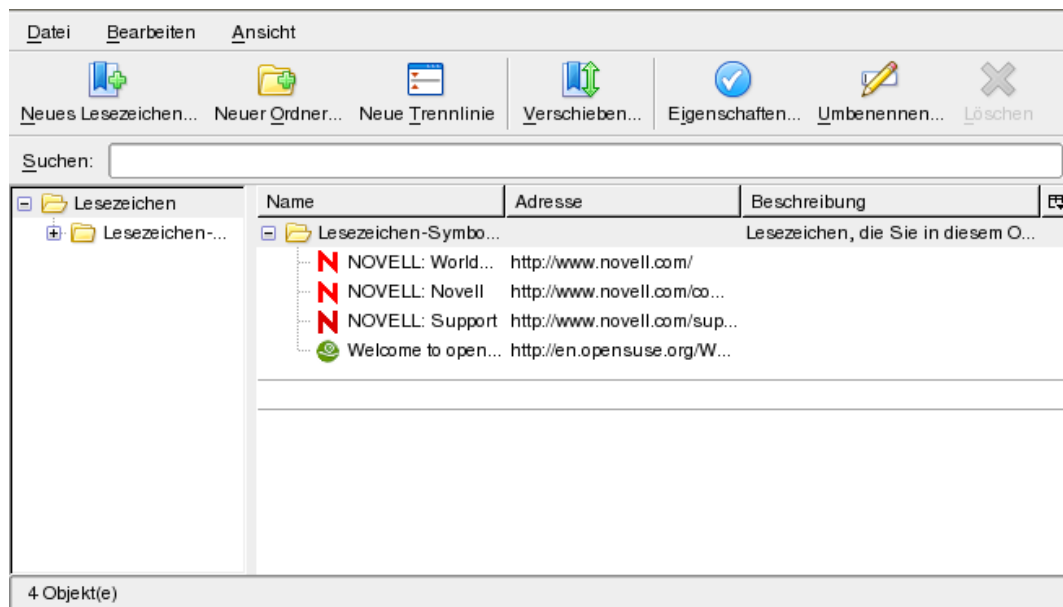 Datei Bearbeiten Ansicht
Neues Lesezeichen... Neuer Ordner... Neue Trennlinie Verschieben... Eigenschaften... Umbenennen... Löschen
Suchen:
Lesezeichen
Lesezeichen-...
Name Adresse Beschreibung
Lesezeichen-Symbo... Lesezeichen, die Sie in diesem O...
NOVELL: World... http://www.novell.com/
NOVELL: Novell http://www.novell.com/co...
NOVELL: Support http://www.novell.com/sup...
Welcome to open... http://en.opensuse.org/W...
4 Objekt(e)